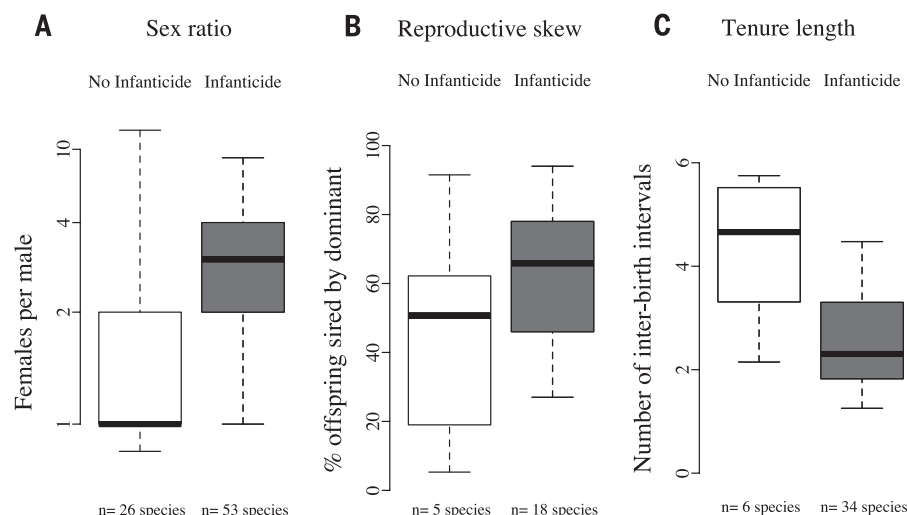 A Sex ratio
No Infanticide Infanticide
Females per male
10
4
2
1
n= 26 species n= 53 species
B Reproductive skew
No Infanticide Infanticide
% offspring sired by dominant
100
80
60
40
20
0
n= 5 species n= 18 species
C Tenure length
No Infanticide Infanticide
Number of inter-birth intervals
6
4
2
0
n= 6 species n= 34 species